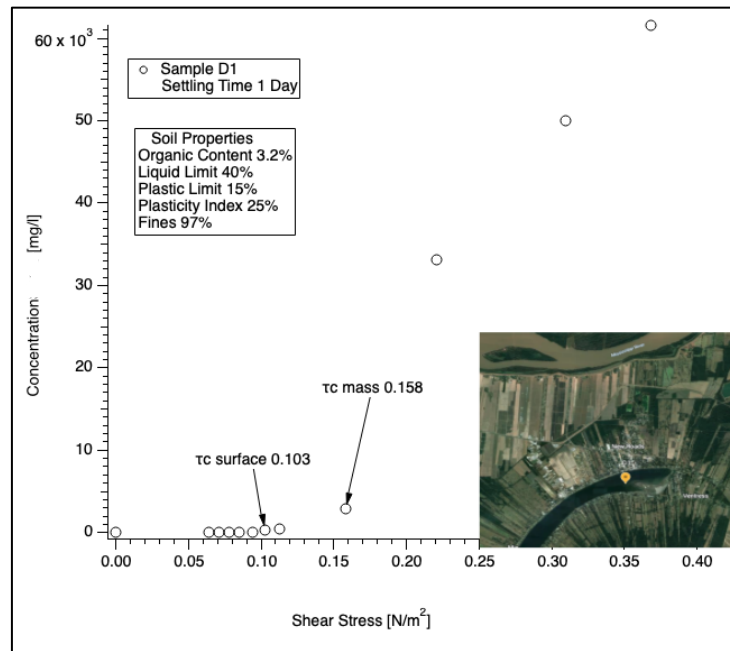 60 x 10³
50
40
30
20
10
0
Concentration [mg/l]
Sample D1
Settling Time 1 Day
Soil Properties
Organic Content 3.2%
Liquid Limit 40%
Plastic Limit 15%
Plasticity Index 25%
Fines 97%
τc mass 0.158
τc surface 0.103
0.00
0.05
0.10
0.15
0.20
0.25
0.30
0.35
0.40
Shear Stress [N/m²]